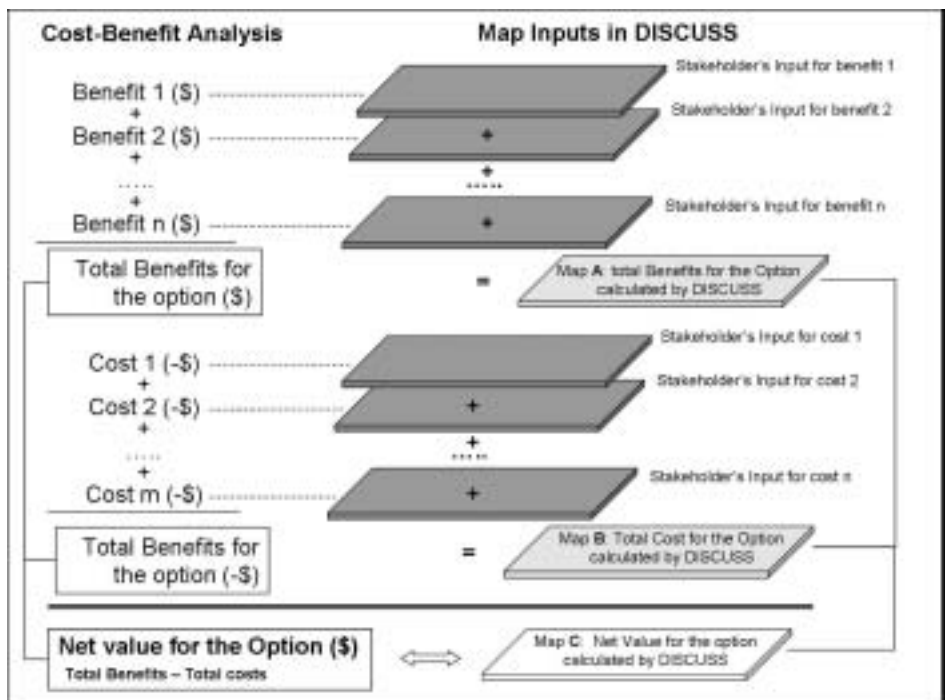 Cost-Benefit Analysis
Map Inputs in DISCUSS
Benefit 1 ($)
Stakeholder's Input for benefit 1
+
Benefit 2 ($)
+
Stakeholder's Input for benefit 2
+
+
.....
.....
+
Benefit n ($)
+
Stakeholder's Input for benefit n
Total Benefits for
the option ($)
=
Map A: total Benefits for the Option
calculated by DISCUSS
Cost 1 (-$)
Stakeholder's Input for cost 1
+
Cost 2 (-$)
+
Stakeholder's Input for cost 2
+
+
.....
.....
+
Cost m (-$)
+
Stakeholder's Input for cost n
Total Benefits for
the option (-$)
=
Map B: Total Cost for the Option
calculated by DISCUSS
Net value for the Option ($)
Total Benefits – Total costs
Map C: Net Value for the option
calculated by DISCUSS